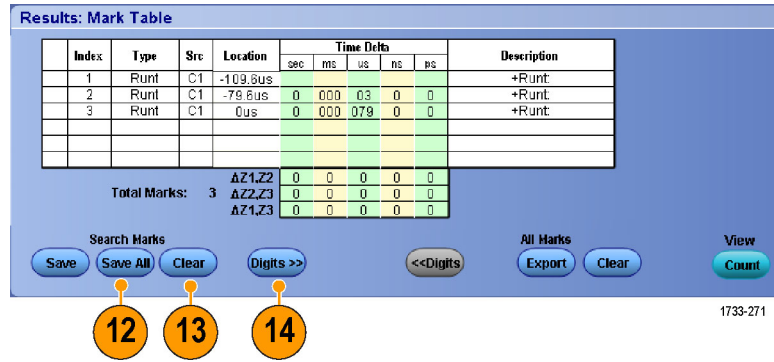 Results: Mark Table
Index Type Src Location Time Delta Description
sec ms us ns ps
1 Runt C1 -109.6us +Runt:
2 Runt C1 -79.6us 0 000 03 0 0 +Runt:
3 Runt C1 0us 0 000 079 0 0 +Runt:
ΔZ1,Z2 0 0 0 0 0
Total Marks: 3 ΔZ2,Z3 0 0 0 0 0
ΔZ1,Z3 0 0 0 0 0
Search Marks All Marks View
Save Save All Clear Digits >> <<Digits Export Clear Count
12 13 14
1733-271